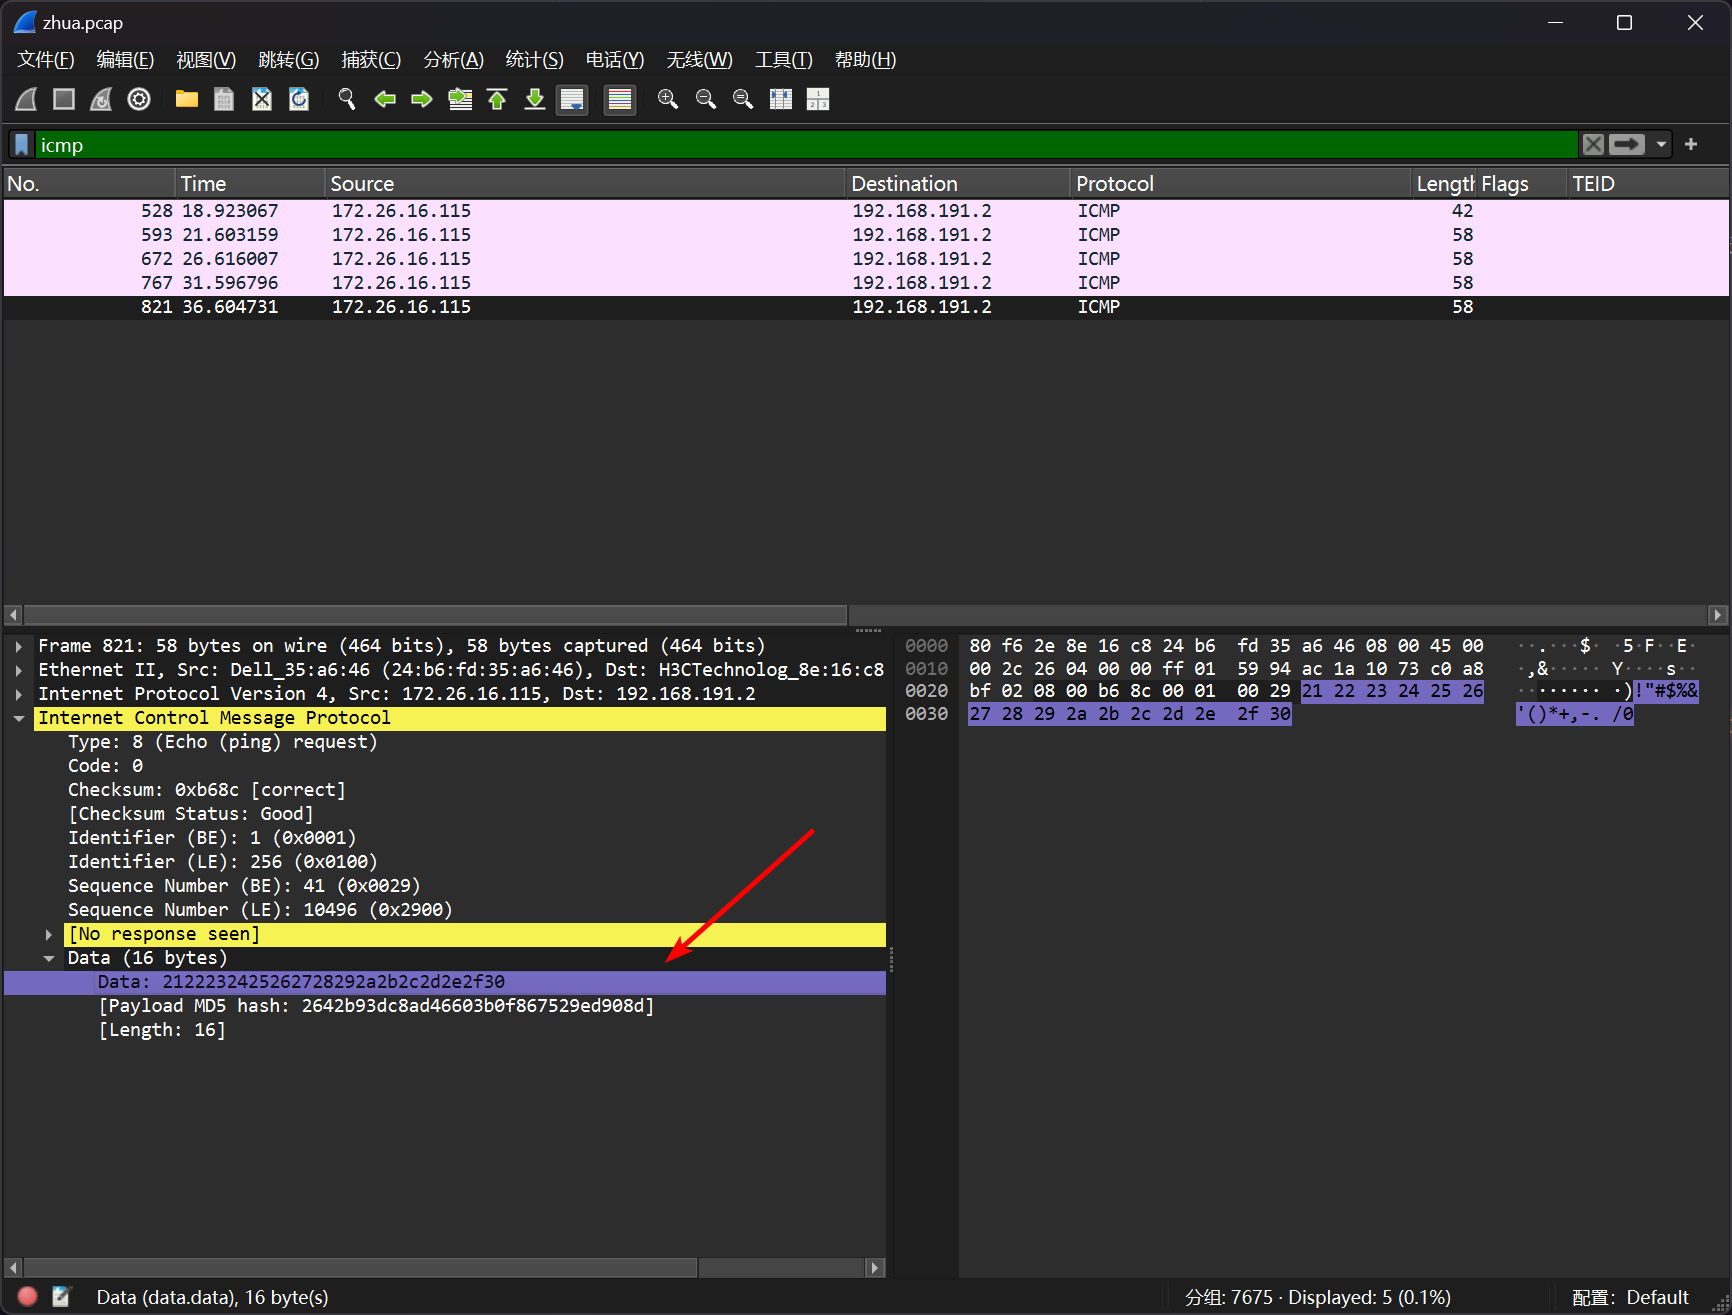 zhua.pcap
文件(F) 编辑(E) 视图(V) 跳转(G) 捕获(C) 分析(A) 统计(S) 电话(Y) 无线(W) 工具(T) 帮助(H)
icmp
No. Time Source Destination Protocol Length Flags TEID
528 18.923067 172.26.16.115 192.168.191.2 ICMP 42
593 21.603159 172.26.16.115 192.168.191.2 ICMP 58
672 26.616007 172.26.16.115 192.168.191.2 ICMP 58
767 31.596796 172.26.16.115 192.168.191.2 ICMP 58
821 36.604731 172.26.16.115 192.168.191.2 ICMP 58
Frame 821: 58 bytes on wire (464 bits), 58 bytes captured (464 bits)
Ethernet II, Src: Dell_35:a6:46 (24:b6:fd:35:a6:46), Dst: H3CTechnolog_8e:16:c8
Internet Protocol Version 4, Src: 172.26.16.115, Dst: 192.168.191.2
Internet Control Message Protocol
Type: 8 (Echo (ping) request)
Code: 0
Checksum: 0xb68c [correct]
[Checksum Status: Good]
Identifier (BE): 1 (0x0001)
Identifier (LE): 256 (0x0100)
Sequence Number (BE): 41 (0x0029)
Sequence Number (LE): 10496 (0x2900)
[No response seen]
Data (16 bytes)
Data: 2122232425262728292a2b2c2d2e2f30
[Payload MD5 hash: 2642b93dc8ad46603b0f867529ed908d]
[Length: 16]
0000 80 f6 2e 8e 16 c8 24 b6 fd 35 a6 46 08 00 45 00 ··.···$· ·5·F··E·
0010 00 2c 26 04 00 00 ff 01 59 94 ac 1a 10 73 c0 a8 ·,&····· Y····s··
0020 bf 02 08 00 b6 8c 00 01 00 29 21 22 23 24 25 26 ········ ·)!"#$%&
0030 27 28 29 2a 2b 2c 2d 2e 2f 30 '()*+,-. /0
Data (data.data), 16 byte(s)
分组: 7675 · Displayed: 5 (0.1%)
配置: Default